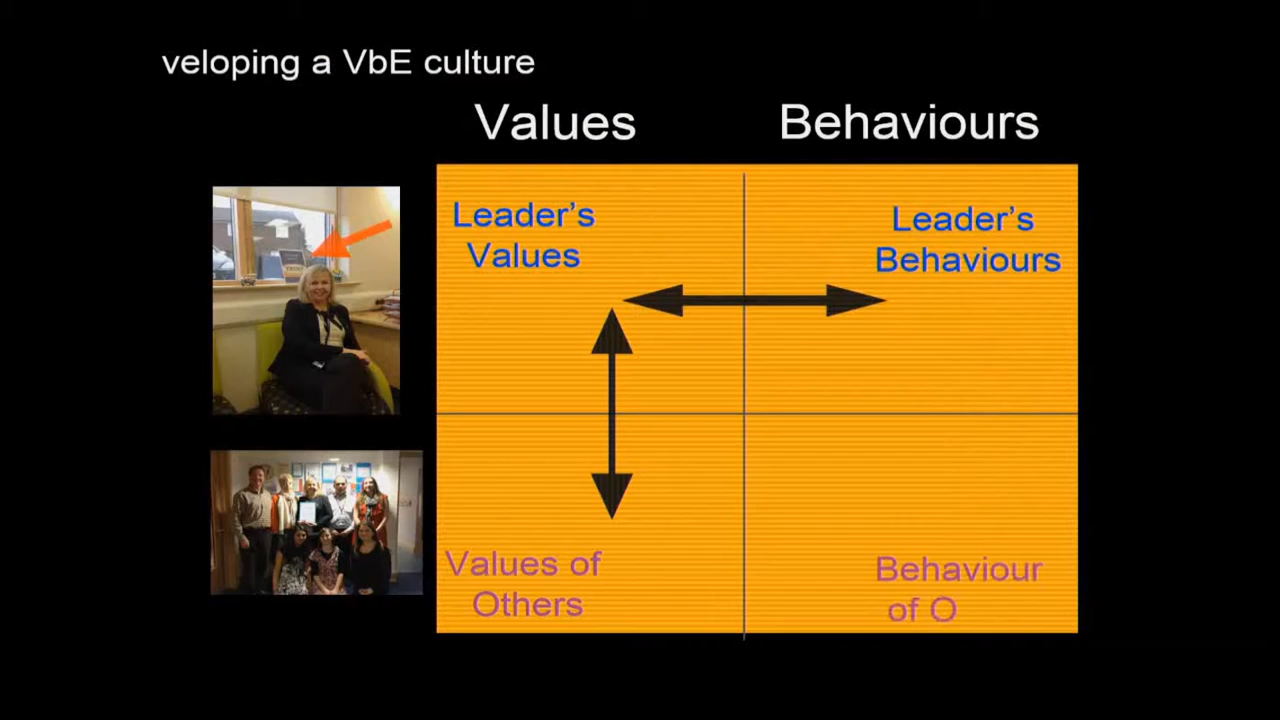 veloping a VbE culture
Values
Behaviours
Leader's
Values
Leader's
Behaviours
Values of
Others
Behaviour
of O